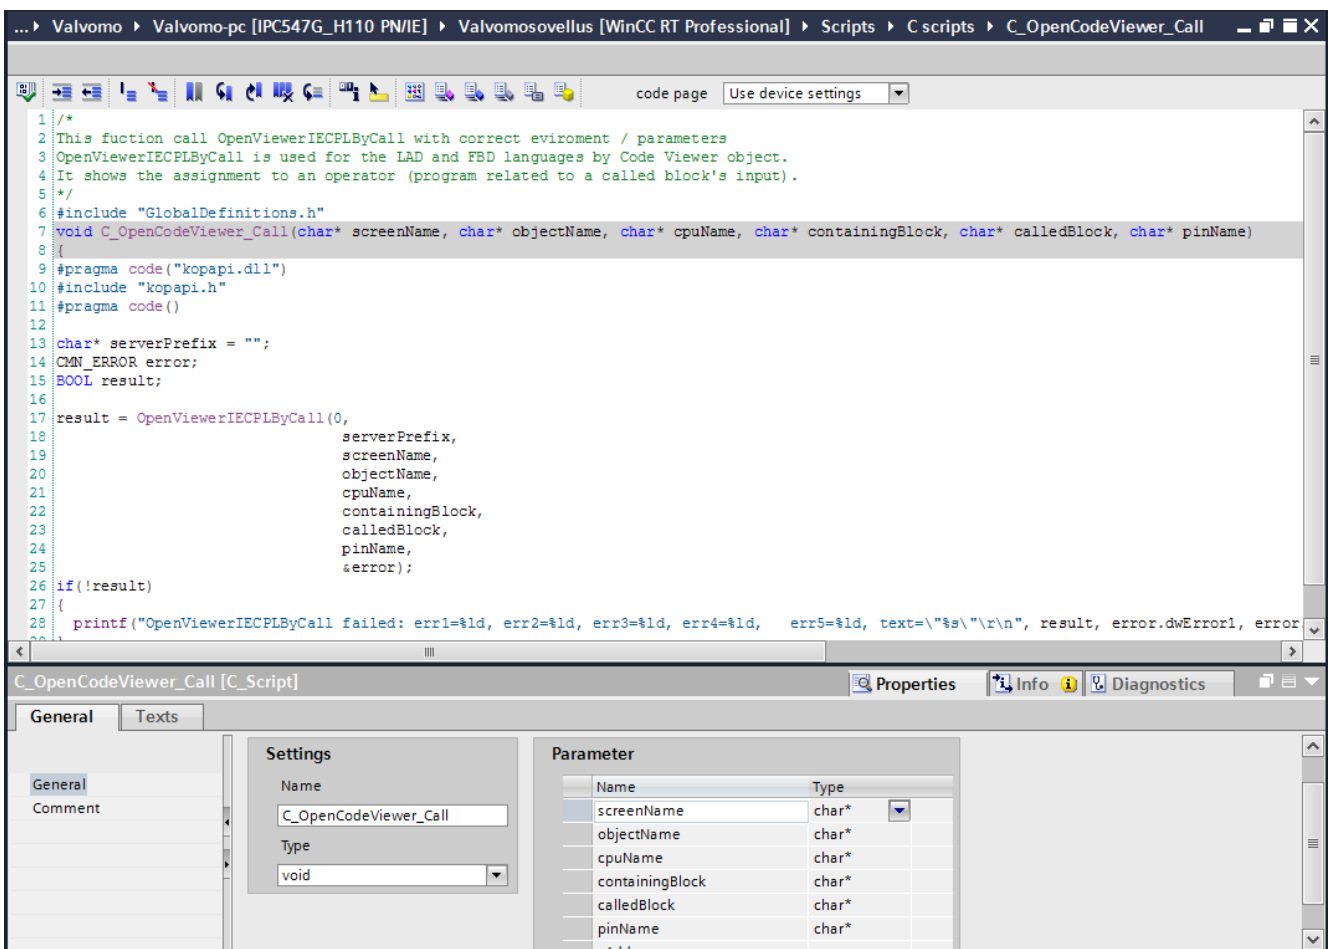 ...▸ Valvomo ▸ Valvomo-pc [IPC547G_H110 PN/IE] ▸ Valvomosovellus [WinCC RT Professional] ▸ Scripts ▸ C scripts ▸ C_OpenCodeViewer_Call
code page Use device settings
1 /*
2 This fuction call OpenViewerIECPLByCall with correct eviroment / parameters
3 OpenViewerIECPLByCall is used for the LAD and FBD languages by Code Viewer object.
4 It shows the assignment to an operator (program related to a called block's input).
5 */
6 #include "GlobalDefinitions.h"
7 void C_OpenCodeViewer_Call(char* screenName, char* objectName, char* cpuName, char* containingBlock, char* calledBlock, char* pinName)
8 {
9 #pragma code("kopapi.dll")
10 #include "kopapi.h"
11 #pragma code()
12
13 char* serverPrefix = "";
14 CMN_ERROR error;
15 BOOL result;
16
17 result = OpenViewerIECPLByCall(0,
18 serverPrefix,
19 screenName,
20 objectName,
21 cpuName,
22 containingBlock,
23 calledBlock,
24 pinName,
25 &error);
26 if(!result)
27 {
28 printf("OpenViewerIECPLByCall failed: err1=%ld, err2=%ld, err3=%ld, err4=%ld, err5=%ld, text=\"%s\"\r\n", result, error.dwError1, error.
C_OpenCodeViewer_Call [C_Script]
Properties Info Diagnostics
General Texts
General
Comment
Settings
Name
C_OpenCodeViewer_Call
Type
void
Parameter
Name Type
screenName char*
objectName char*
cpuName char*
containingBlock char*
calledBlock char*
pinName char*